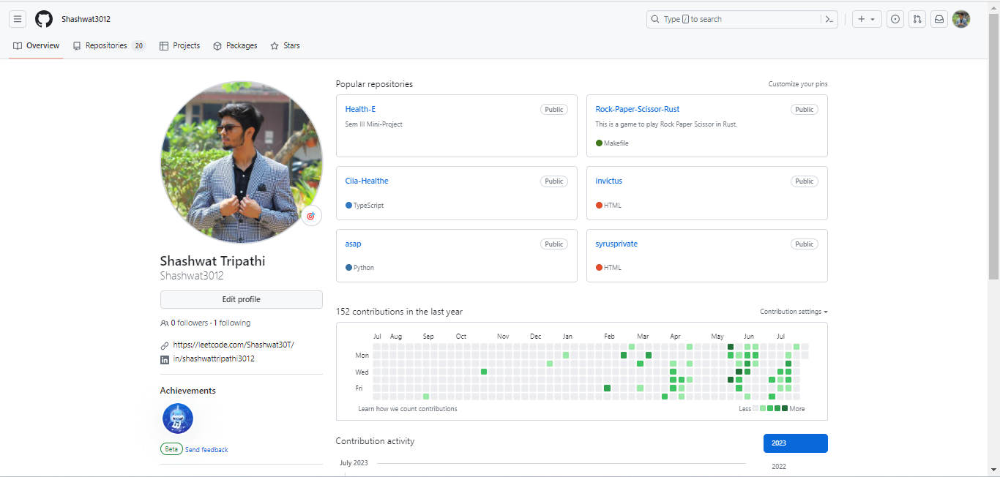 Shashwat3012
Type / to search
Overview
Repositories 20
Projects
Packages
Stars
Shashwat Tripathi
Shashwat3012
Edit profile
0 followers · 1 following
https://leetcode.com/Shashwat30T/
in/shashwattripathi3012
Achievements
Beta Send feedback
Popular repositories
Customize your pins
Health-E Public
Sem III Mini-Project
Rock-Paper-Scissor-Rust Public
This is a game to play Rock Paper Scissor in Rust.
Makefile
Ciia-Healthe Public
TypeScript
invictus Public
HTML
asap Public
Python
syrusprivate Public
HTML
152 contributions in the last year
Contribution settings
Jul Aug Sep Oct Nov Dec Jan Feb Mar Apr May Jun Jul
Mon
Wed
Fri
Learn how we count contributions
Less More
Contribution activity
2023
2022
July 2023